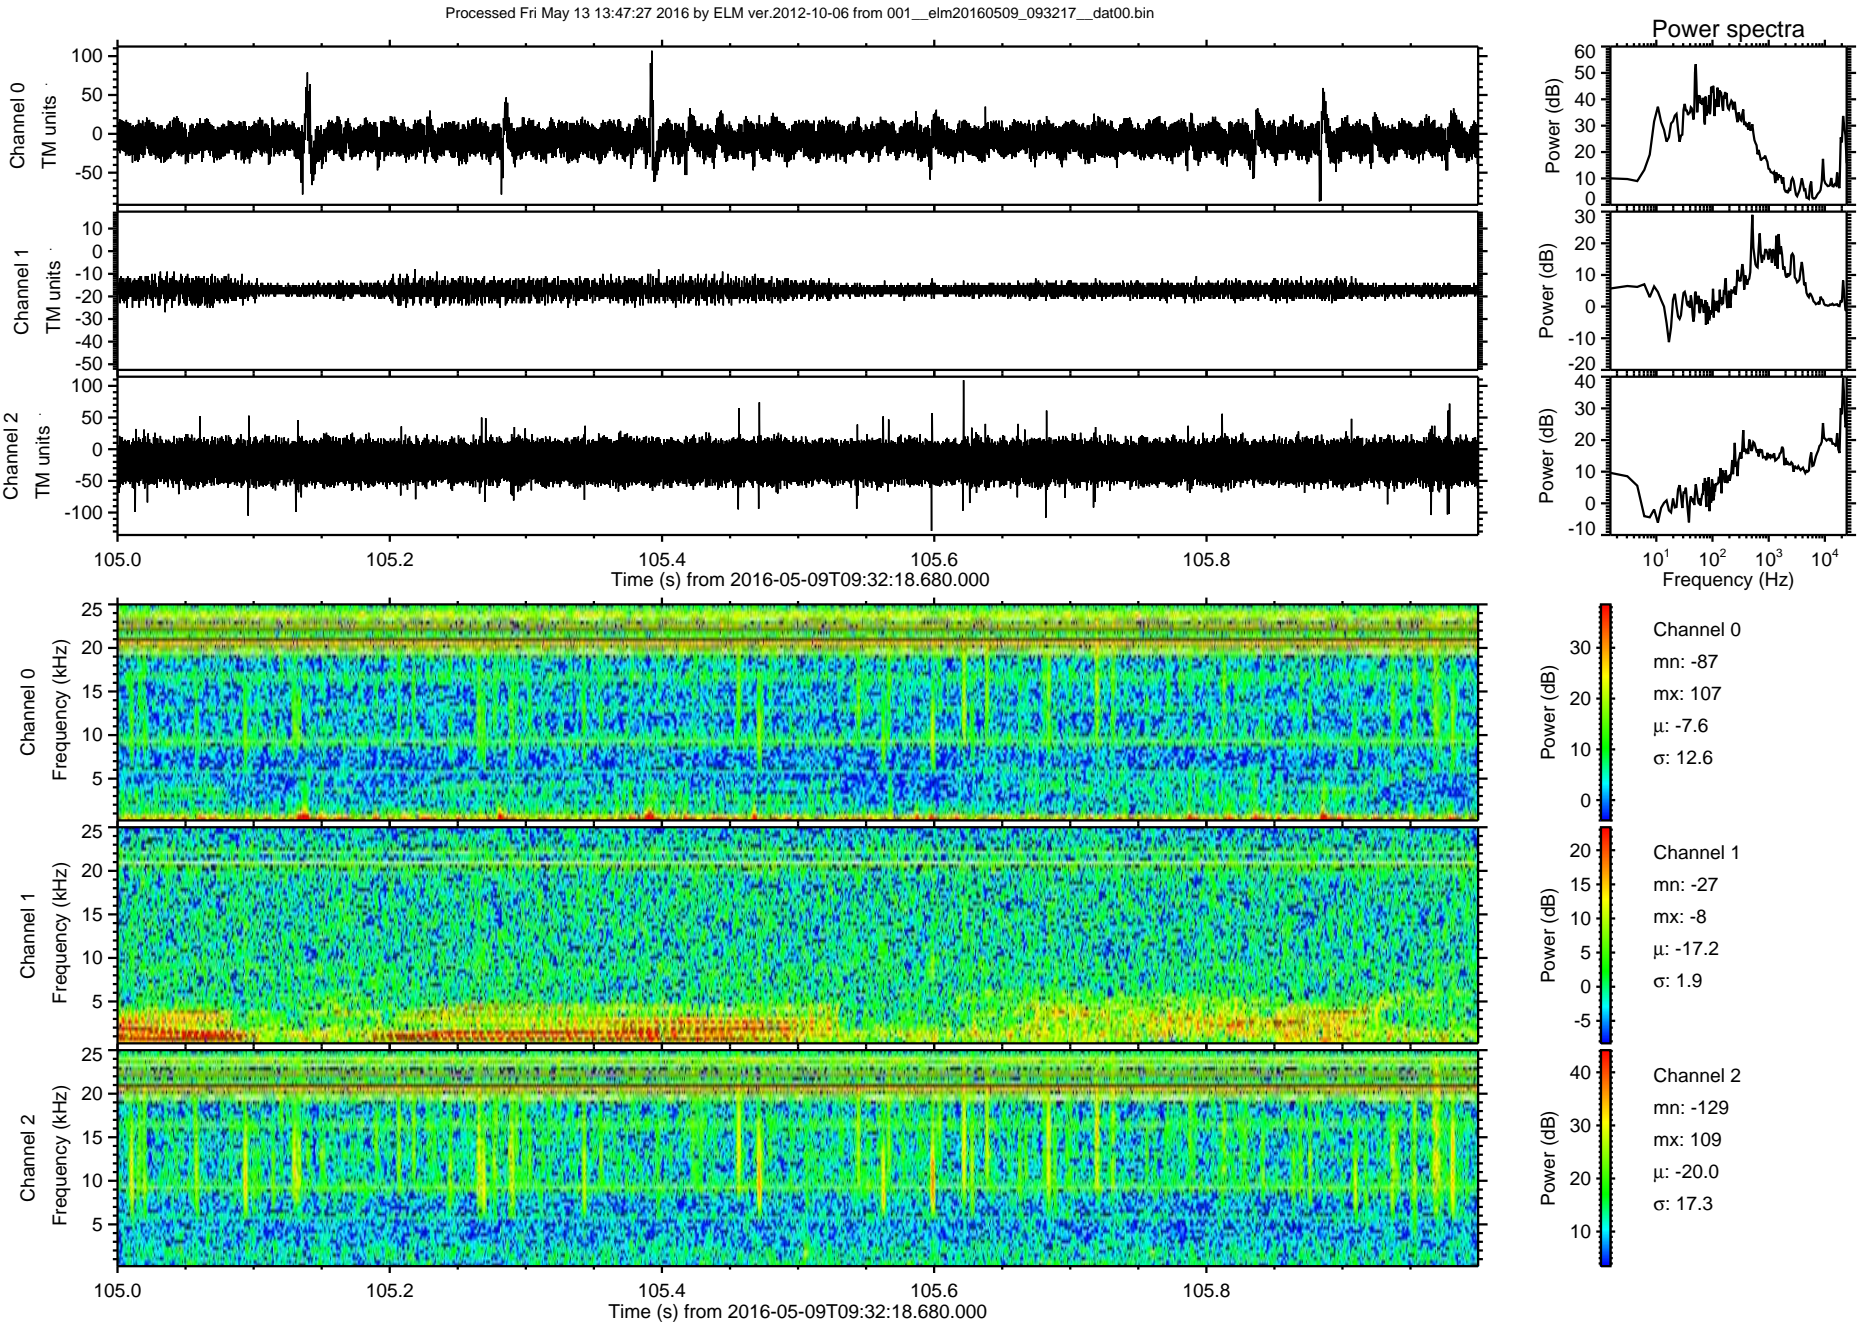 Processed Fri May 13 13:47:27 2016 by ELM ver.2012-10-06 from 001__elm20160509_093217__dat00.bin
Power spectra
Channel 0
TM units
100
50
0
-50
Power (dB)
60
50
40
30
20
10
0
Channel 1
TM units
10
0
-10
-20
-30
-40
-50
Power (dB)
30
20
10
0
-10
-20
Channel 2
TM units
100
50
0
-50
-100
Power (dB)
40
30
20
10
0
-10
105.0 105.2 105.4 105.6 105.8
Time (s) from 2016-05-09T09:32:18.680.000
10¹ 10² 10³ 10⁴
Frequency (Hz)
Channel 0
Frequency (kHz)
25
20
15
10
5
Power (dB)
30
20
10
0
Channel 0
mn: -87
mx: 107
μ: -7.6
σ: 12.6
Channel 1
Frequency (kHz)
25
20
15
10
5
Power (dB)
20
15
10
5
0
-5
Channel 1
mn: -27
mx: -8
μ: -17.2
σ: 1.9
Channel 2
Frequency (kHz)
25
20
15
10
5
Power (dB)
40
30
20
10
Channel 2
mn: -129
mx: 109
μ: -20.0
σ: 17.3
105.0 105.2 105.4 105.6 105.8
Time (s) from 2016-05-09T09:32:18.680.000